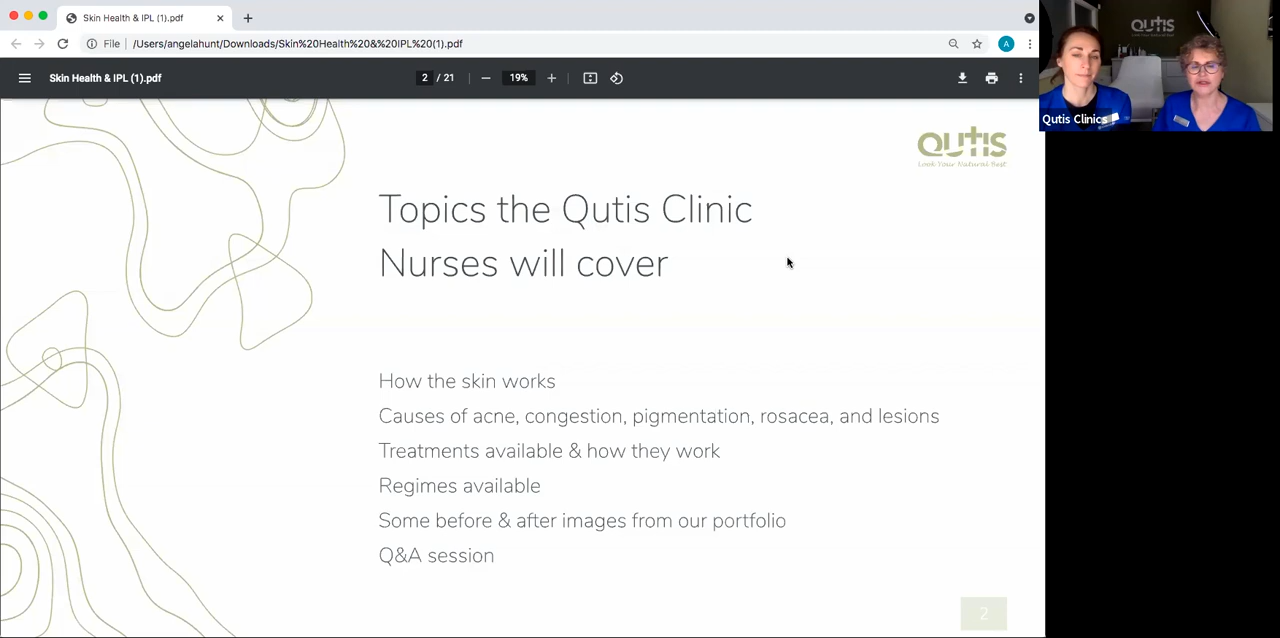 Skin Health & IPL (1).pdf
File
/Users/angelahunt/Downloads/Skin%20Health%20&%20IPL%20(1).pdf
A
Skin Health & IPL (1).pdf
2 / 21
19%
QUTIS
Qutis Clinics
QUTIS
Look Your Natural Best
Topics the Qutis Clinic
Nurses will cover
How the skin works
Causes of acne, congestion, pigmentation, rosacea, and lesions
Treatments available & how they work
Regimes available
Some before & after images from our portfolio
Q&A session
2